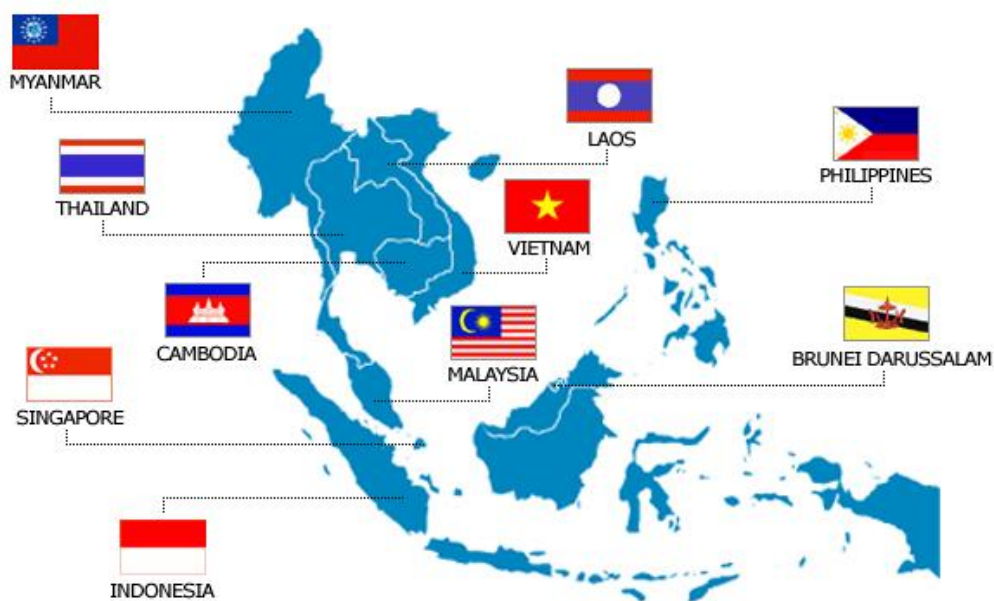 MYANMAR
LAOS
PHILIPPINES
THAILAND
VIETNAM
CAMBODIA
MALAYSIA
BRUNEI DARUSSALAM
SINGAPORE
INDONESIA